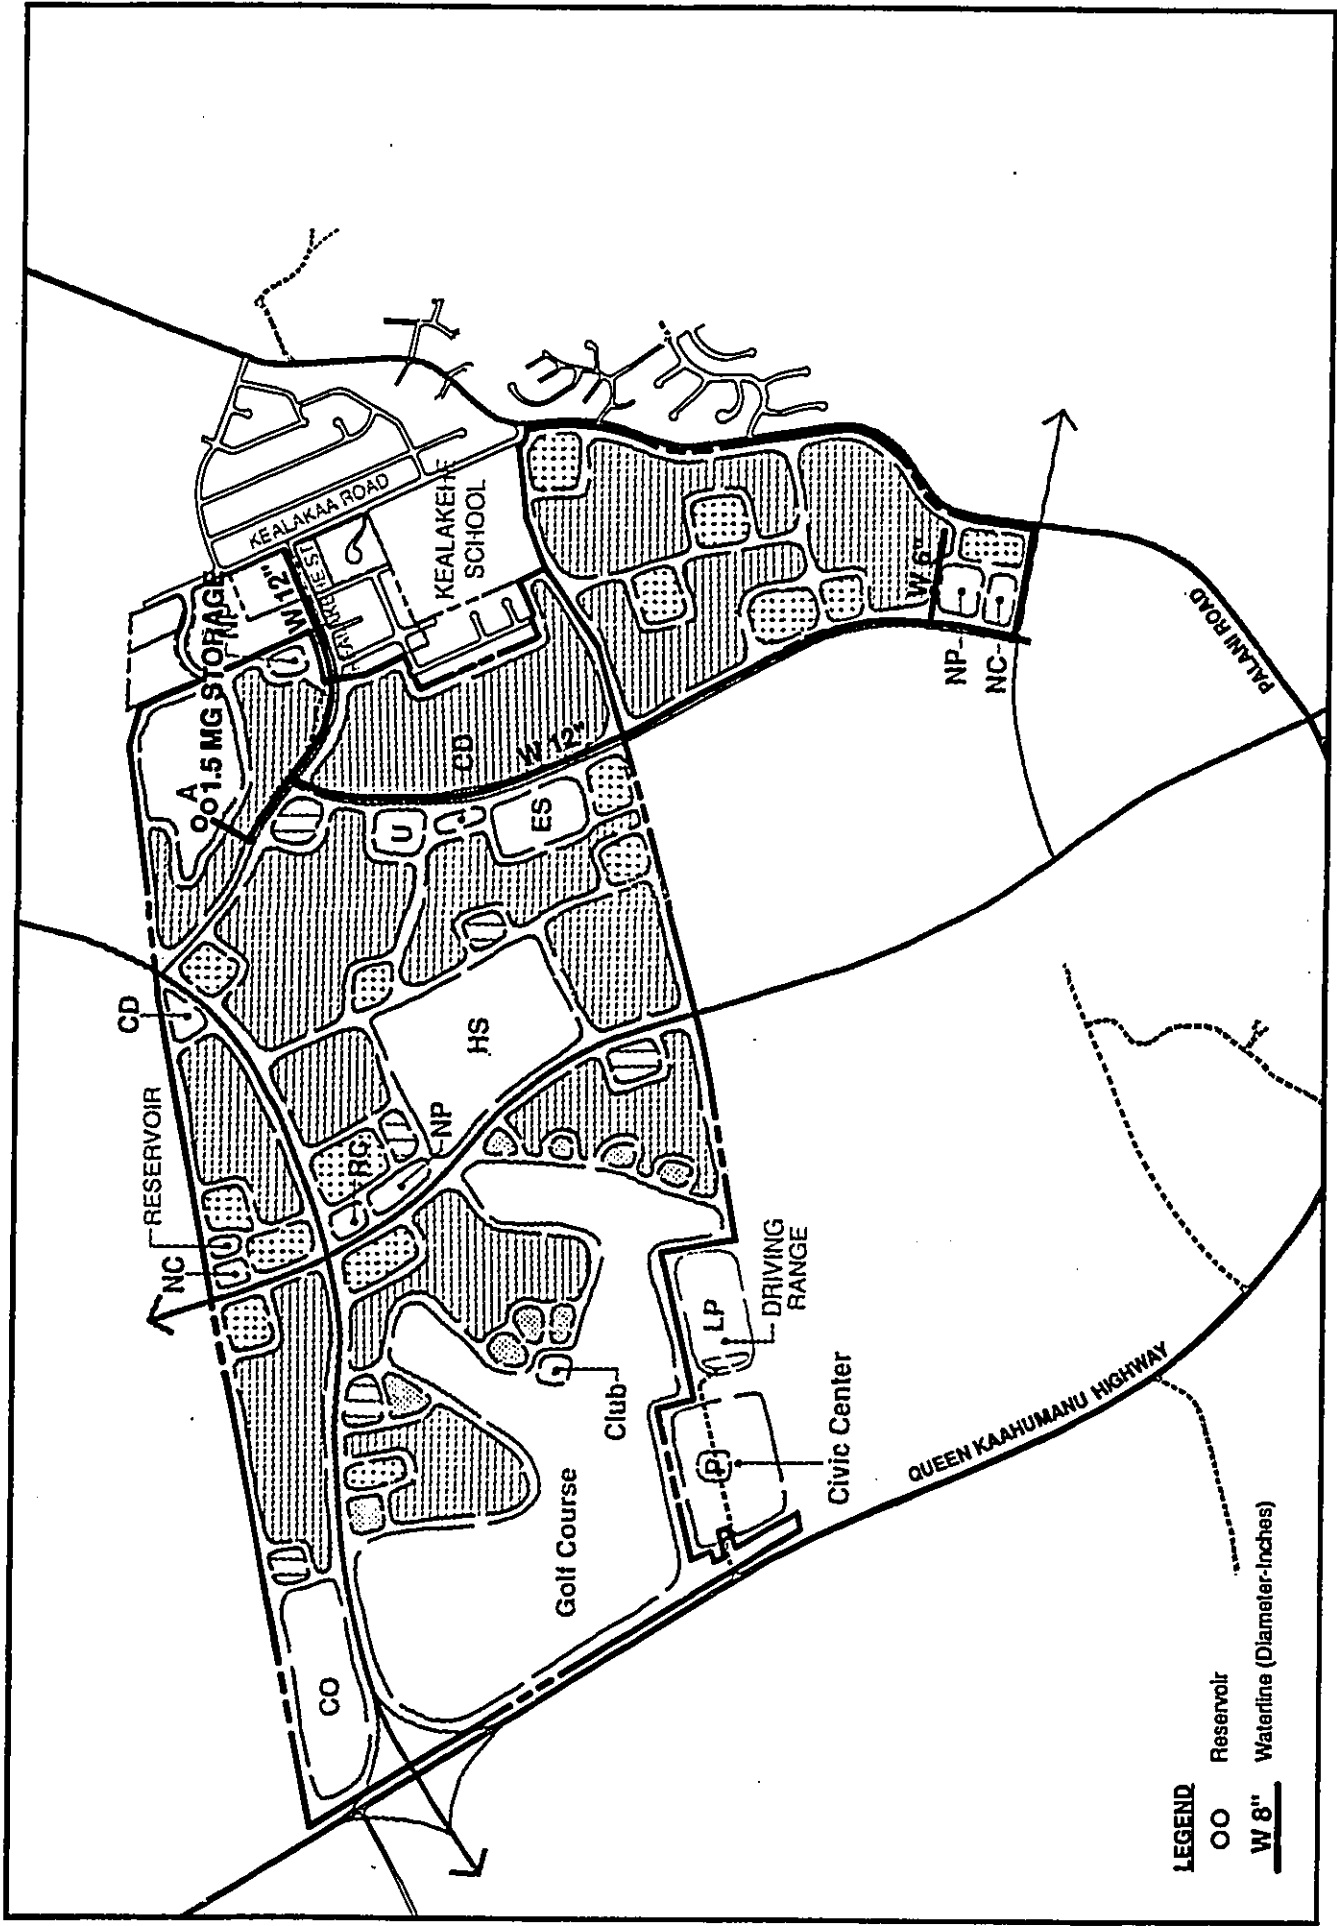 KEALAKAA ROAD
KEALAKEHE
SCHOOL
NP
W 12"
A
1.5 MG STORAGE
CD
W 12"
U
ES
W 6"
NP
NC
PALANI ROAD
CD
HS
RESERVOIR
NC
RC
NP
LP
DRIVING
RANGE
Club
P
Civic Center
Golf Course
QUEEN KAAHUMANU HIGHWAY
CO
LEGEND
OO Reservoir
W 8" Waterline (Diameter-Inches)